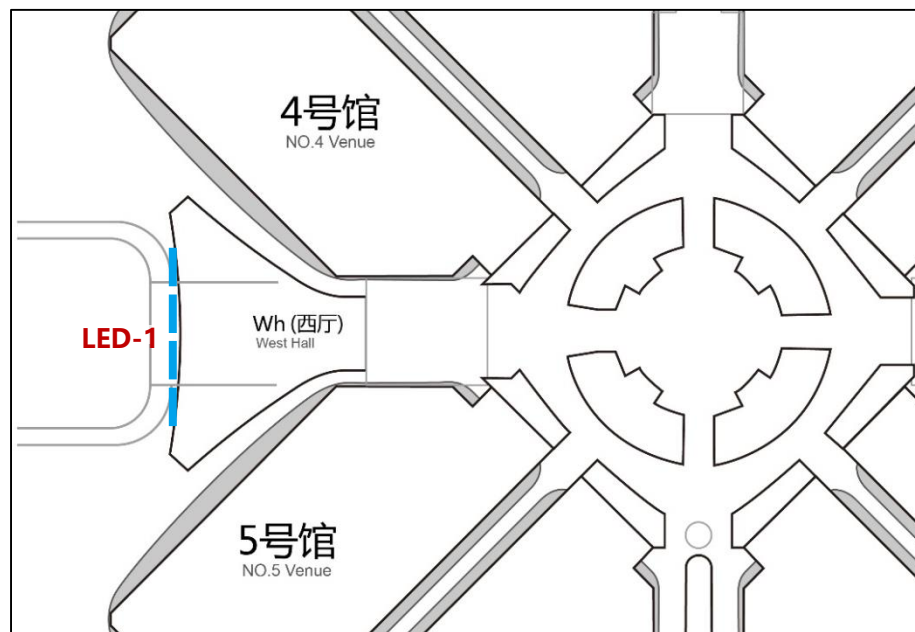 4号馆
NO.4 Venue
LED-1
Wh (西厅)
West Hall
5号馆
NO.5 Venue